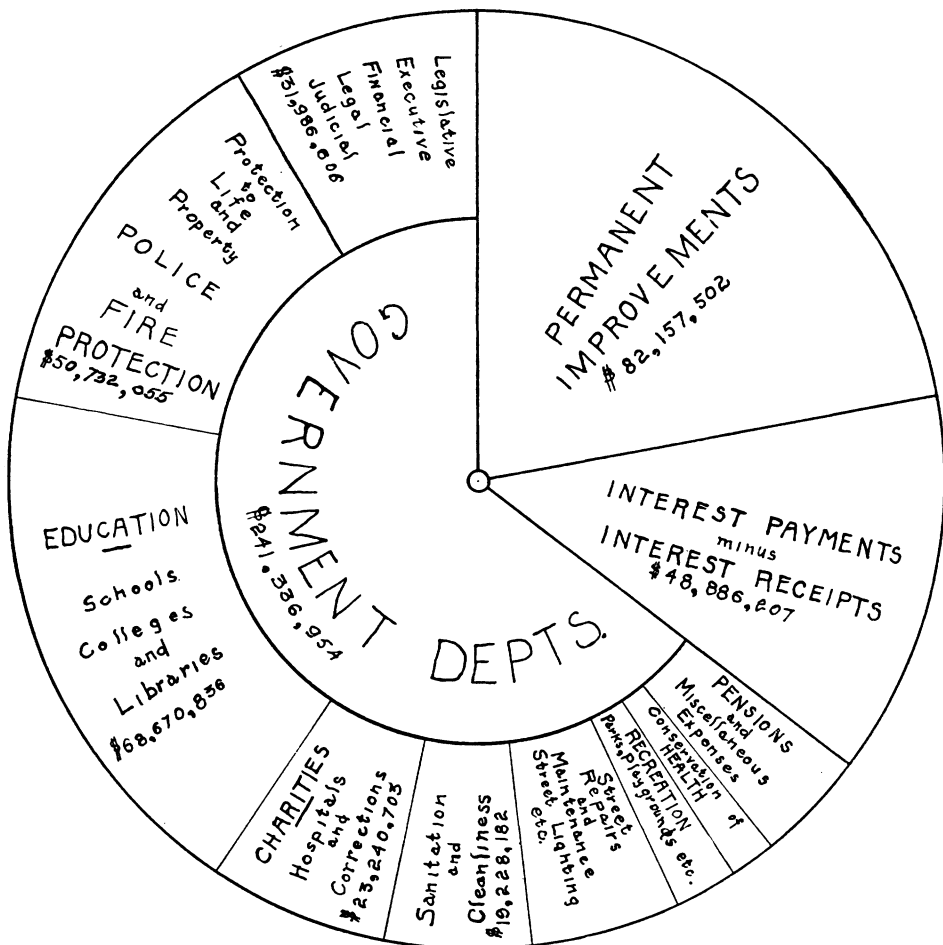 PERMANENT
IMPROVEMENTS
$82,157,502
INTEREST PAYMENTS
minus
INTEREST RECEIPTS
$48,886,207
PENSIONS
and
Miscellaneous
Expenses
Conservation of
HEALTH
RECREATION
Parks, Playgrounds etc.
Street
Repairs
and
Maintenance
Street Lighting
etc.
Sanitation
and
Cleanliness
$19,228,182
CHARITIES
Hospitals
and
Corrections
$23,240.703
EDUCATION
Schools
Colleges
and
Libraries
$68,670,836
Protection
to
Life
and
Property
POLICE
and
FIRE
PROTECTION
$50,732,055
Legislative
Executive
Financial
Legal
Judicial
$31,986,606
GOVERNMENT DEPTS.
$241.336,954